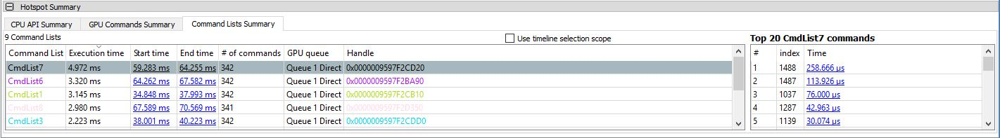 Hotspot Summary
CPU API Summary GPU Commands Summary Command Lists Summary
9 Command Lists Use timeline selection scope Top 20 CmdList7 commands
Command List Execution time Start time End time # of commands GPU queue Handle # index Time
CmdList7 4.972 ms 59.283 ms 64.255 ms 342 Queue 1 Direct 0x0000009597F2CD20 1 1488 258.666 µs
CmdList6 3.320 ms 64.262 ms 67.582 ms 342 Queue 1 Direct 0x0000009597F2BA90 2 1487 113.926 µs
CmdList1 3.145 ms 34.848 ms 37.993 ms 342 Queue 1 Direct 0x0000009597F2CB10 3 1037 76.000 µs
CmdList8 2.980 ms 67.589 ms 70.569 ms 341 Queue 1 Direct 0x0000009597F2D350 4 1287 42.963 µs
CmdList3 2.223 ms 38.001 ms 40.223 ms 342 Queue 1 Direct 0x0000009597F2CDD0 5 1139 30.074 µs